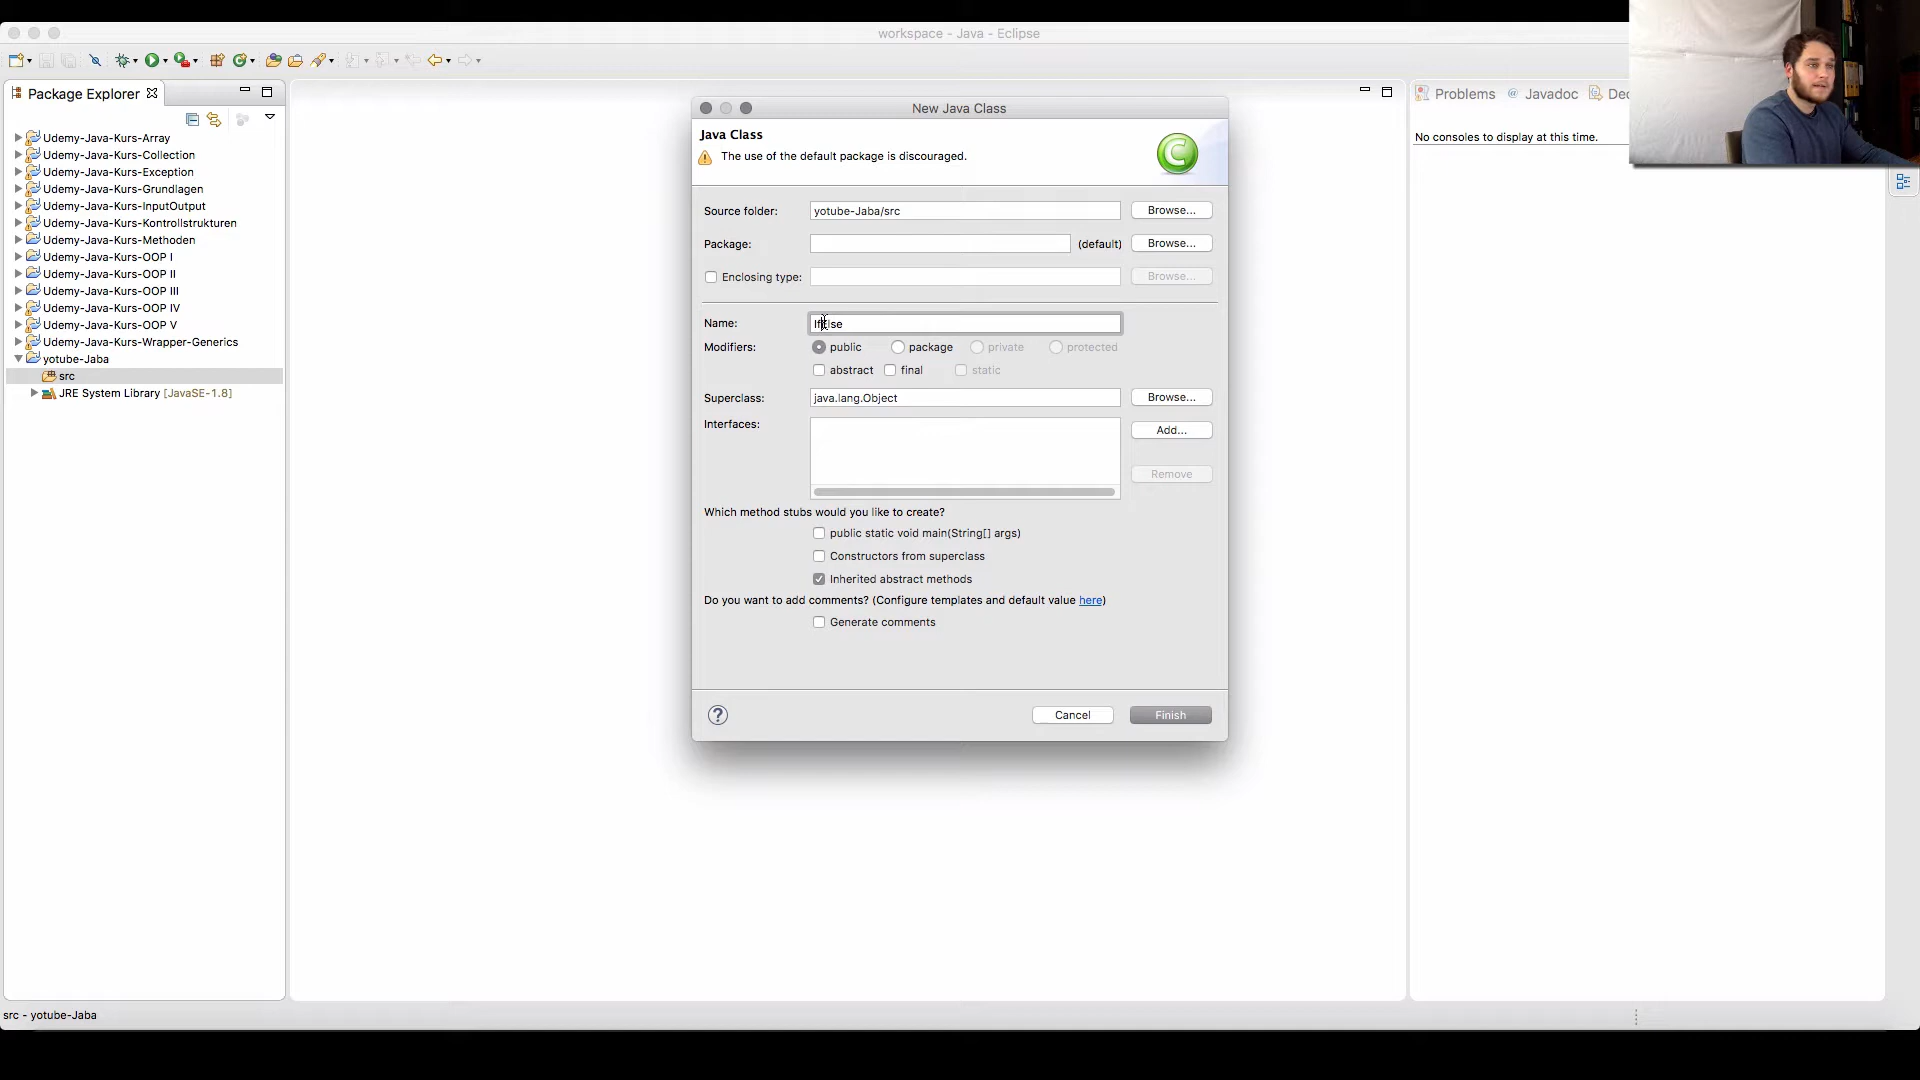 workspace - Java - Eclipse
Package Explorer
Problems
Javadoc
No consoles to display at this time.
Udemy-Java-Kurs-Array
Udemy-Java-Kurs-Collection
Udemy-Java-Kurs-Exception
Udemy-Java-Kurs-Grundlagen
Udemy-Java-Kurs-InputOutput
Udemy-Java-Kurs-Kontrollstrukturen
Udemy-Java-Kurs-Methoden
Udemy-Java-Kurs-OOP I
Udemy-Java-Kurs-OOP II
Udemy-Java-Kurs-OOP III
Udemy-Java-Kurs-OOP IV
Udemy-Java-Kurs-OOP V
Udemy-Java-Kurs-Wrapper-Generics
yotube-Jaba
src
JRE System Library [JavaSE-1.8]
New Java Class
Java Class
The use of the default package is discouraged.
C
Source folder: yotube-Jaba/src Browse...
Package: (default) Browse...
Enclosing type: Browse...
Name:
Modifiers: public package private protected
abstract final static
Superclass: java.lang.Object Browse...
Interfaces: Add...
Remove
Which method stubs would you like to create?
public static void main(String[] args)
Constructors from superclass
Inherited abstract methods
Do you want to add comments? (Configure templates and default value here)
Generate comments
? Cancel Finish
src - yotube-Jaba